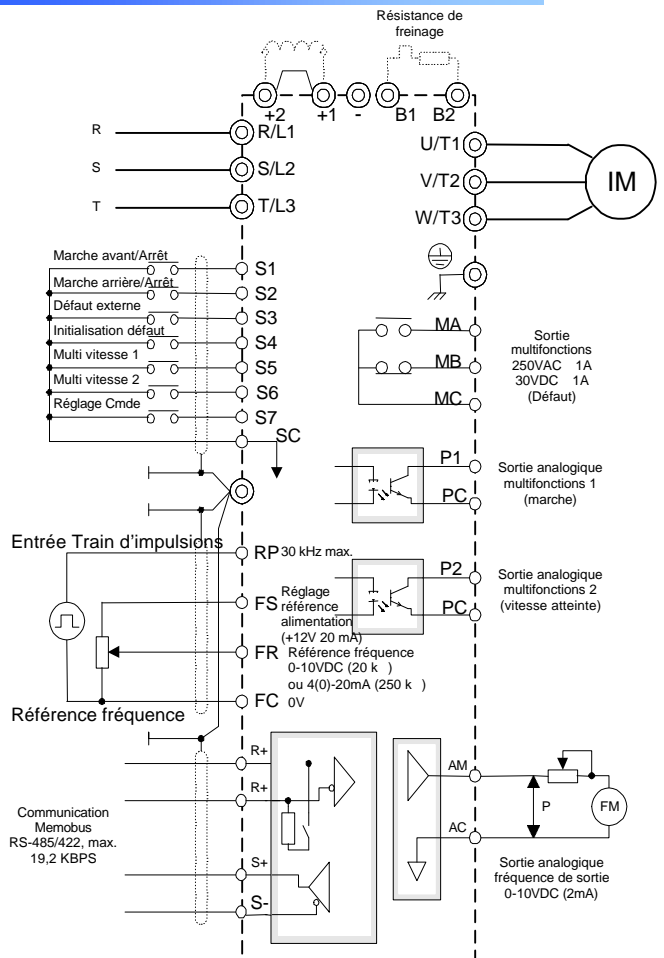 Résistance de
freinage
+2
+1
-
B1
B2
R
R/L1
S
S/L2
T
T/L3
U/T1
V/T2
W/T3
IM
Marche avant/Arrêt
S1
Marche arrière/Arrêt
S2
Défaut externe
S3
Initialisation défaut
S4
Multi vitesse 1
S5
Multi vitesse 2
S6
Réglage Cmde
S7
SC
MA
MB
MC
Sortie
multifonctions
250VAC 1A
30VDC 1A
(Défaut)
P1
PC
Sortie analogique
multifonctions 1
(marche)
Entrée Train d'impulsions
RP
30 kHz max.
FS
Réglage
référence
alimentation
(+12V 20 mA)
FR
Référence fréquence
0-10VDC (20 k )
ou 4(0)-20mA (250 k )
FC
0V
Référence fréquence
P2
PC
Sortie analogique
multifonctions 2
(vitesse atteinte)
R+
R+
S+
S-
Communication
Memobus
RS-485/422, max.
19,2 KBPS
AM
AC
P
FM
Sortie analogique
fréquence de sortie
0-10VDC (2mA)